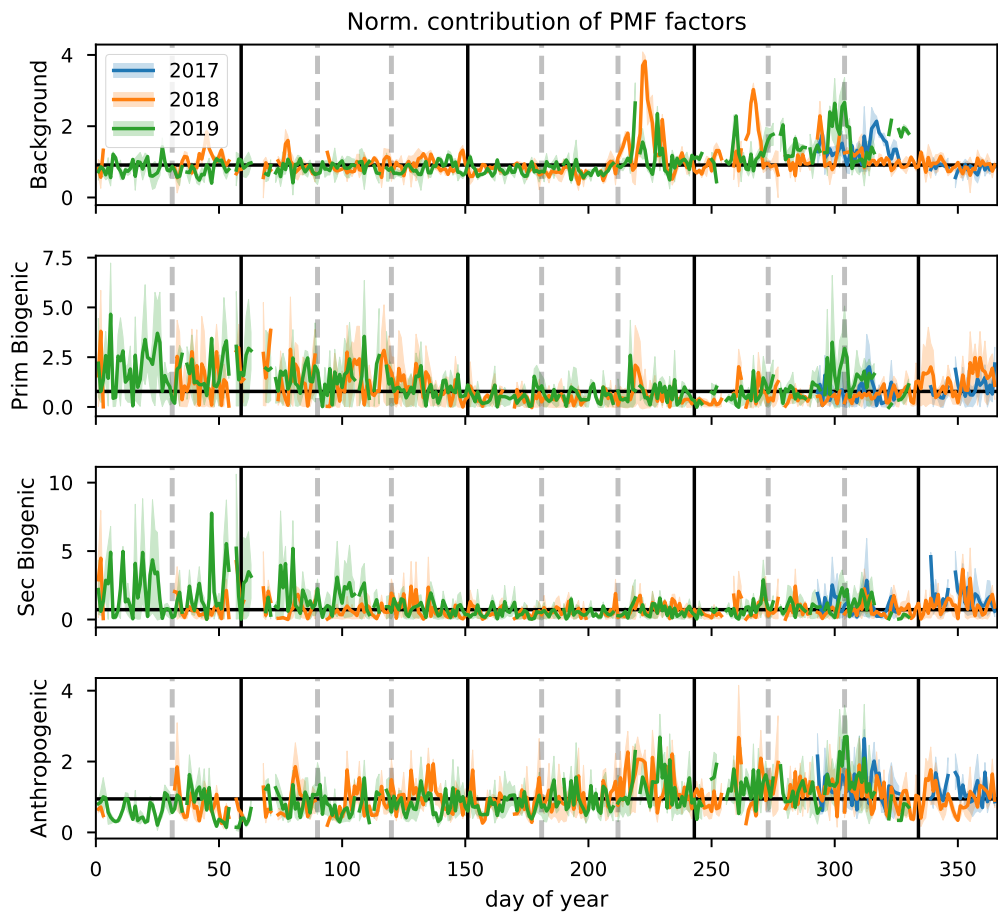 Norm. contribution of PMF factors
Background
4
2
0
2017
2018
2019
Prim Biogenic
7.5
5.0
2.5
0.0
Sec Biogenic
10
5
0
Anthropogenic
4
2
0
0 50 100 150 200 250 300 350
day of year